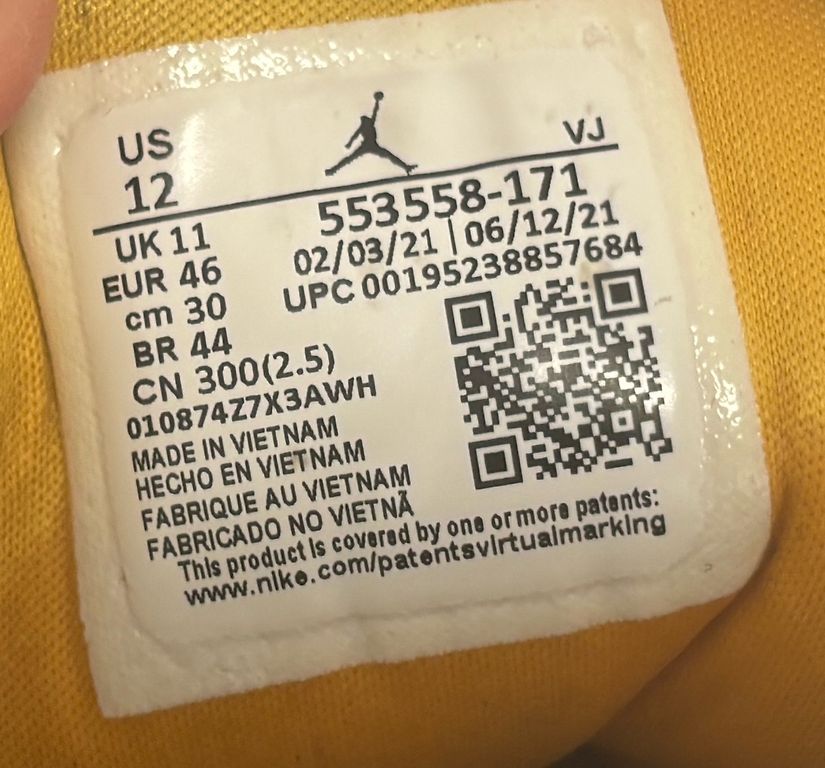 US
VJ
12
553558-171
UK 11
02/03/21 | 06/12/21
EUR 46
UPC 00195238857684
cm 30
BR 44
CN 300(2.5)
010874Z7X3AWH
MADE IN VIETNAM
HECHO EN VIETNAM
FABRIQUE AU VIETNAM
FABRICADO NO VIETNÃ
This product is covered by one or more patents:
www.nike.com/patentsvirtualmarking